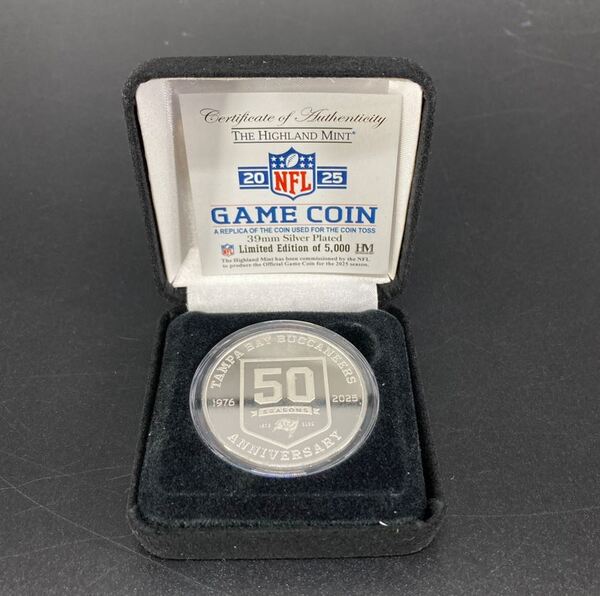 Certificate of Authenticity
THE HIGHLAND MINT®
20 NFL 25
GAME COIN
A REPLICA OF THE COIN USED FOR THE COIN TOSS
39mm Silver Plated
NFL Limited Edition of 5,000 HM
The Highland Mint has been commissioned by the NFL
to produce the Official Game Coin for the 2025 season.
TAMPA BAY BUCCANEERS
50
1976 2025
SEASONS
ANNIVERSARY